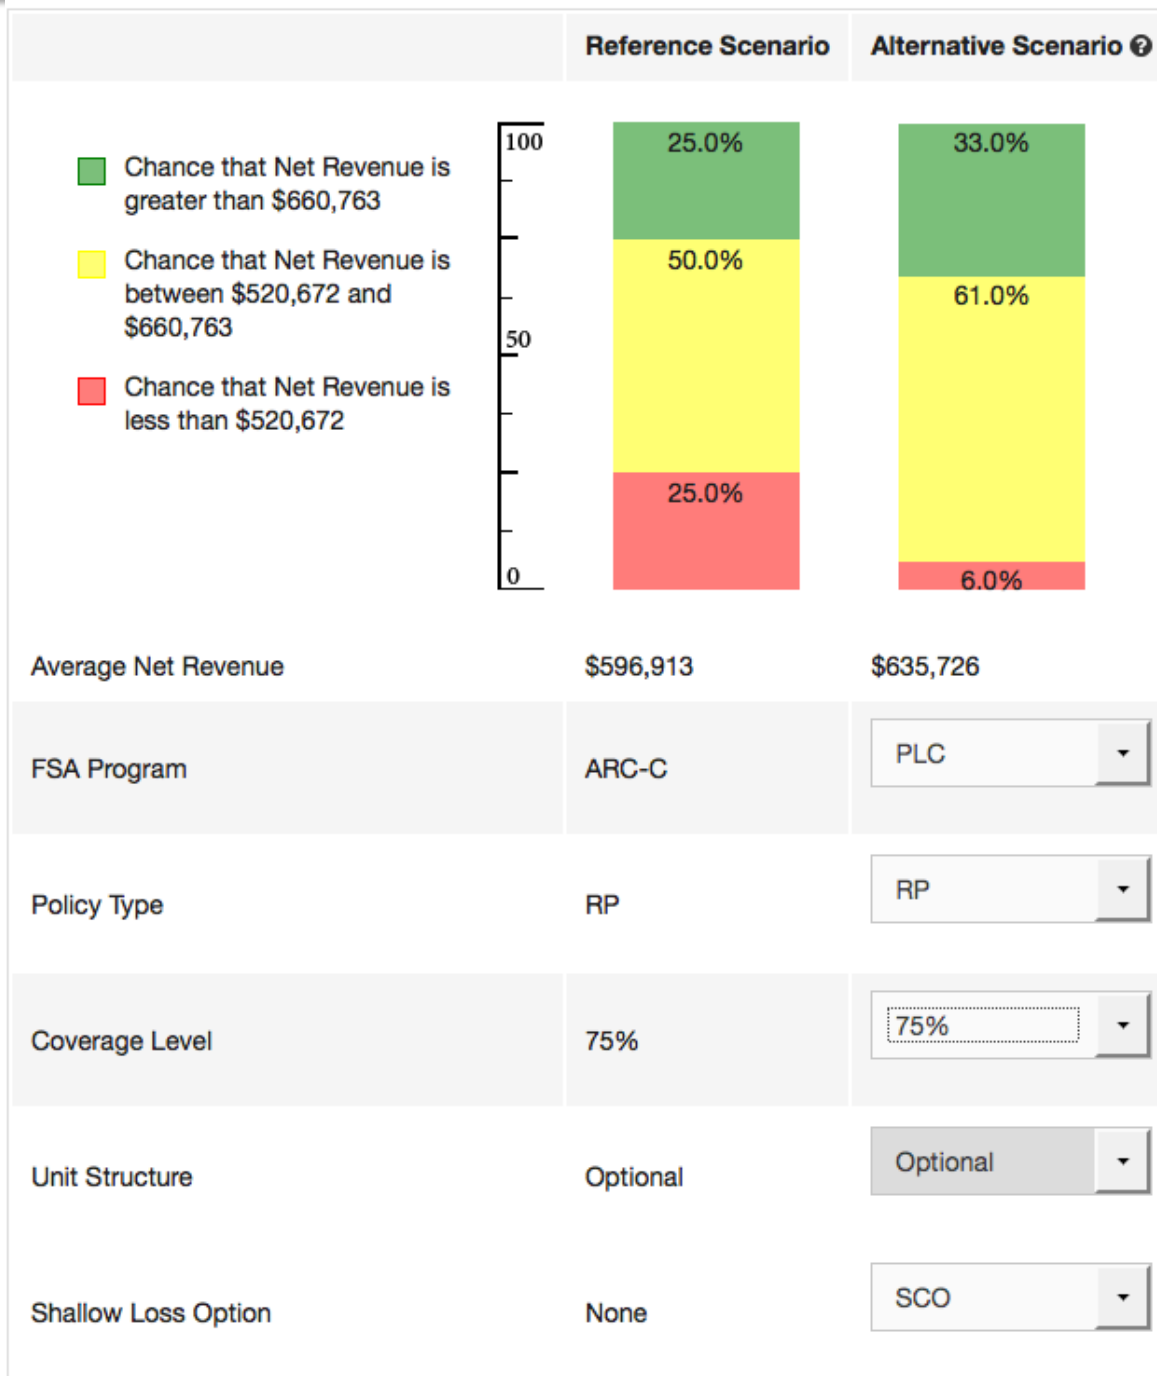 Reference Scenario Alternative Scenario ?
100 25.0% 33.0%
Chance that Net Revenue is
greater than $660,763
Chance that Net Revenue is 50.0%
between $520,672 and 61.0%
$660,763
50
Chance that Net Revenue is
less than $520,672
25.0%
0 6.0%
Average Net Revenue $596,913 $635,726
FSA Program ARC-C PLC
Policy Type RP RP
Coverage Level 75% 75%
Unit Structure Optional Optional
Shallow Loss Option None SCO